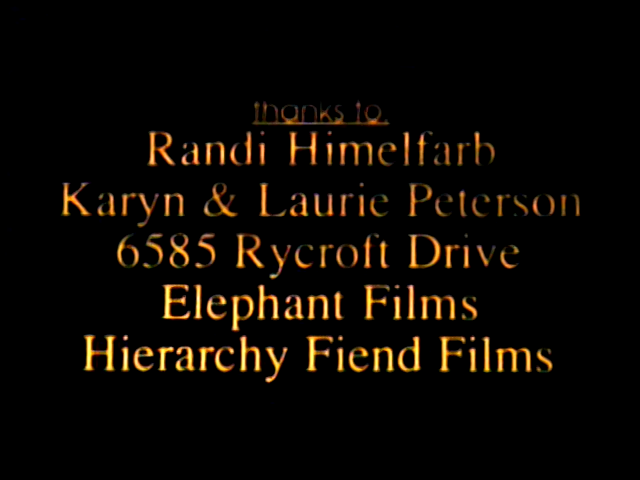 thanks to.
Randi Himelfarb
Karyn & Laurie Peterson
6585 Rycroft Drive
Elephant Films
Hierarchy Fiend Films